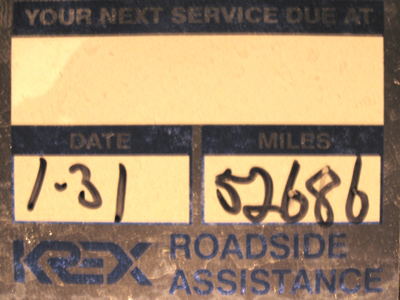 YOUR NEXT SERVICE DUE AT
DATE MILES
1-31 52686
KREX ROADSIDE
ASSISTANCE